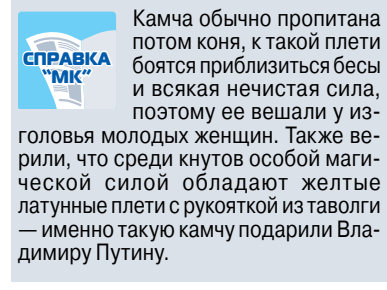 СПРАВКА
"МК"
Камча обычно пропитана
потом коня, к такой плети
боятся приблизиться бесы
и всякая нечистая сила,
поэтому ее вешали у из-
головья молодых женщин. Также ве-
рили, что среди кнутов особой маги-
ческой силой обладают желтые
латунные плети с рукояткой из таволги
— именно такую камчу подарили Вла-
димиру Путину.